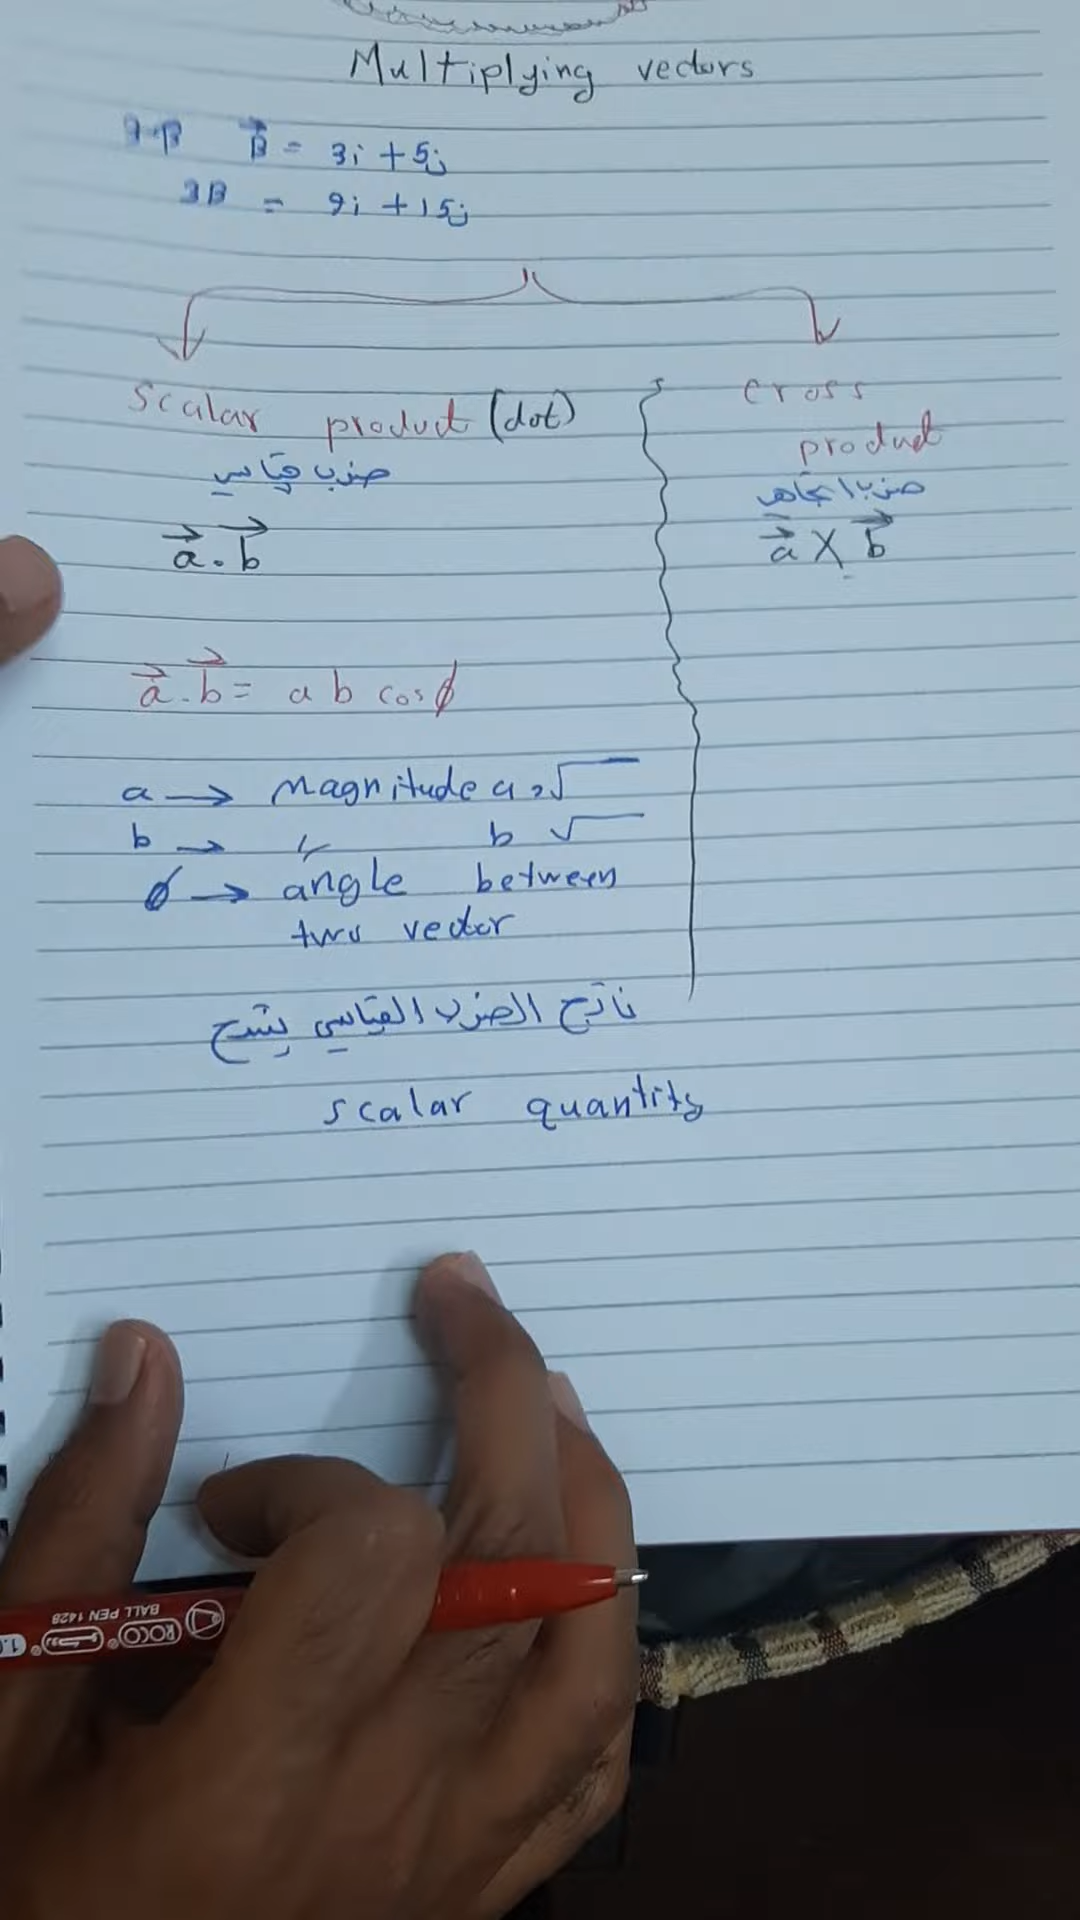 Multiplying vectors
B⃗ = 3i + 5j
3B = 9i + 15j
scalar product (dot)
ضرب قياسي
a⃗ . b⃗
cross
product
ضرب اتجاهي
a⃗ X b⃗
a⃗ . b⃗ = a b cos ϕ
a → Magnitude a, √
b → 〃 b √
ϕ → angle between
two vector
ناتج الضرب القياسي
scalar quantity
BALL PEN 1428
ROCO